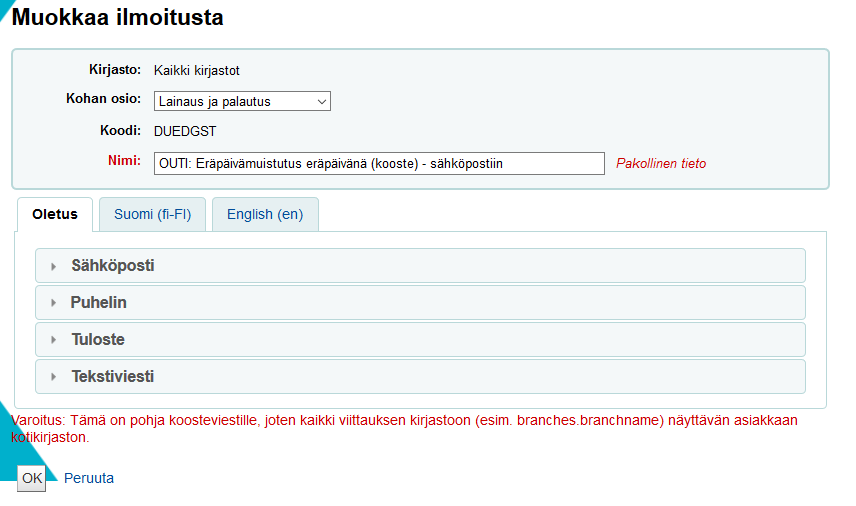 Muokkaa ilmoitusta
Kirjasto: Kaikki kirjastot
Kohan osio: Lainaus ja palautus
Koodi: DUEDGST
Nimi: OUTI: Eräpäivämuistutus eräpäivänä (kooste) - sähköpostiin Pakollinen tieto
Oletus Suomi (fi-FI) English (en)
Sähköposti
Puhelin
Tuloste
Tekstiviesti
Varoitus: Tämä on pohja koosteviestille, joten kaikki viittauksen kirjastoon (esim. branches.branchname) näyttävän asiakkaan
kotikirjaston.
OK Peruuta